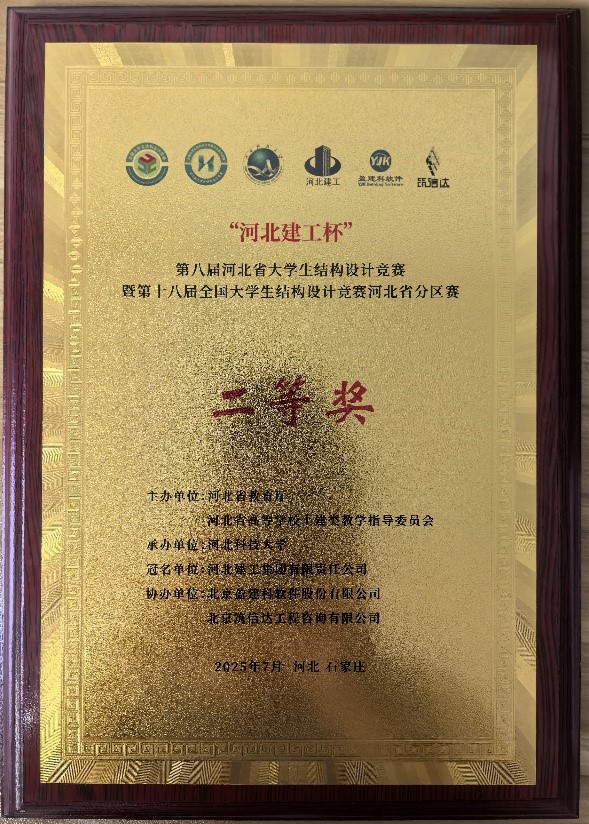 河北建工
YJK
盈建科软件
YJK Building Software
筑信达
“河北建工杯”
第八届河北省大学生结构设计竞赛
暨第十八届全国大学生结构设计竞赛河北省分区赛
二等奖
主办单位:河北省教育厅
河北省高等学校土建类教学指导委员会
承办单位:河北科技大学
冠名单位:河北建工集团有限责任公司
协办单位:北京盈建科软件股份有限公司
北京筑信达工程咨询有限公司
2025年7月 河北 石家庄